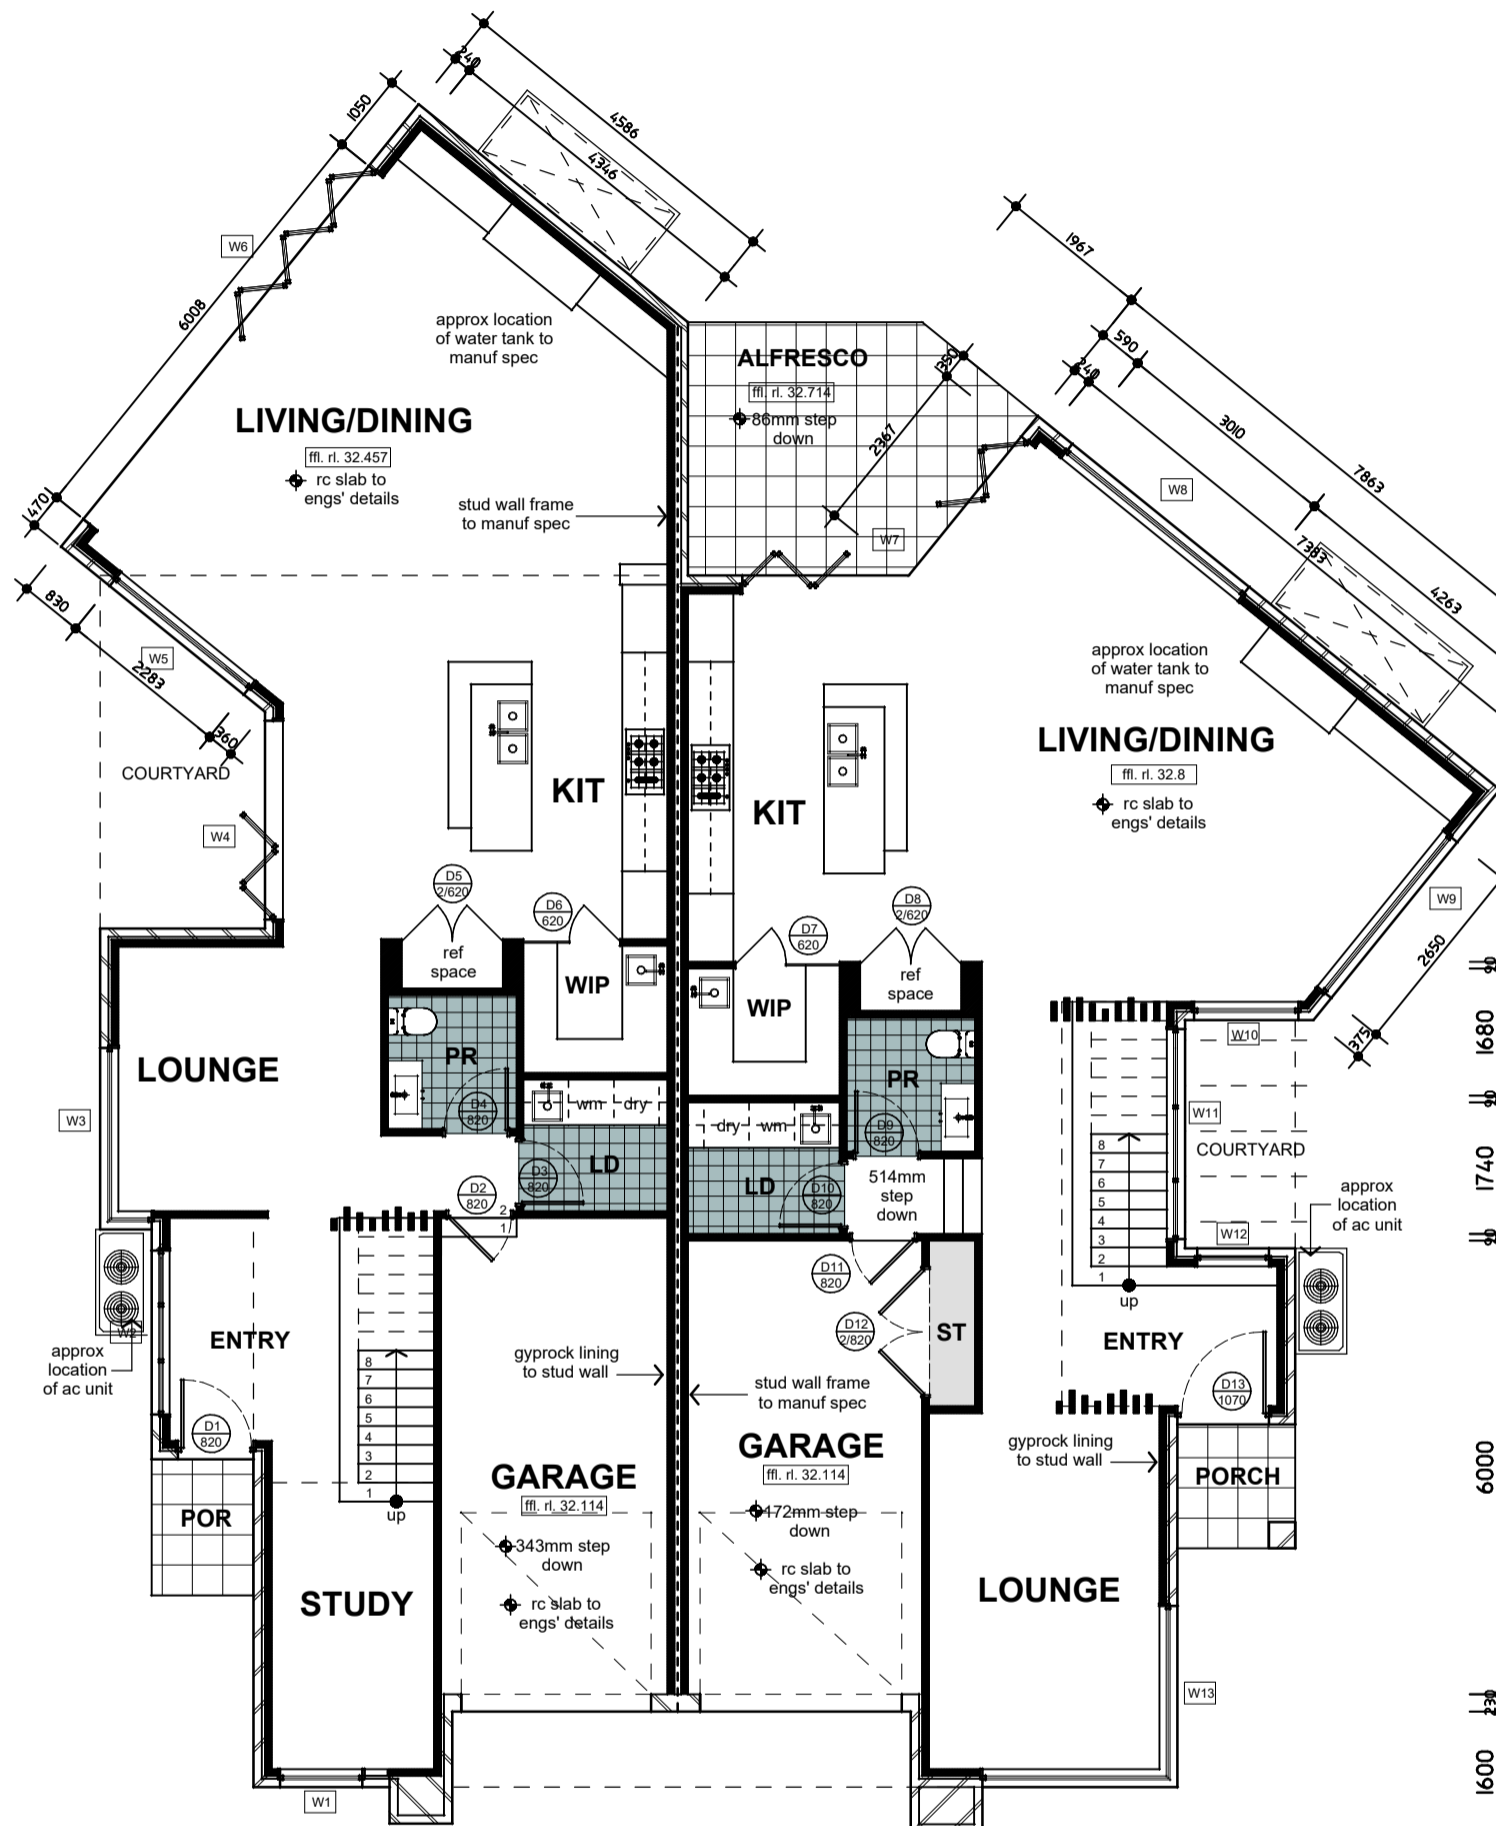 240
4586
1050
4346
W6
6008
1967
590
240
3010
7863
approx location
of water tank to
manuf spec
ALFRESCO
ffl. rl. 32.714
86mm step
down
350
2367
W8
7383
4263
LIVING/DINING
ffl. rl. 32.457
rc slab to
engs' details
stud wall frame
to manuf spec
W7
470
830
W5
2283
360
COURTYARD
W4
approx location
of water tank to
manuf spec
LIVING/DINING
ffl. rl. 32.8
rc slab to
engs' details
KIT
KIT
D5
2/620
D6
620
D8
2/620
D7
620
W9
2650
ref
space
WIP
ref
space
WIP
90
1680
375
W10
LOUNGE
PR
PR
W3
D4
820
wm
dry
dry
wm
D9
820
W11
90
COURTYARD
1740
LD
D3
820
D2
820
LD
D10
820
514mm
step
down
approx
location
of ac unit
2
1
8
7
6
5
4
3
2
1
up
W12
90
D11
820
D12
2/820
ST
W2
ENTRY
ENTRY
approx
location
of ac unit
gyprock lining
to stud wall
stud wall frame
to manuf spec
D13
1070
8
7
6
5
4
3
2
1
up
D1
820
GARAGE
ffl. rl. 32.114
172mm step
down
rc slab to
engs' details
gyprock lining
to stud wall
PORCH
6000
GARAGE
ffl. rl. 32.114
343mm step
down
rc slab to
engs' details
POR
STUDY
LOUNGE
W13
230
1600
W1